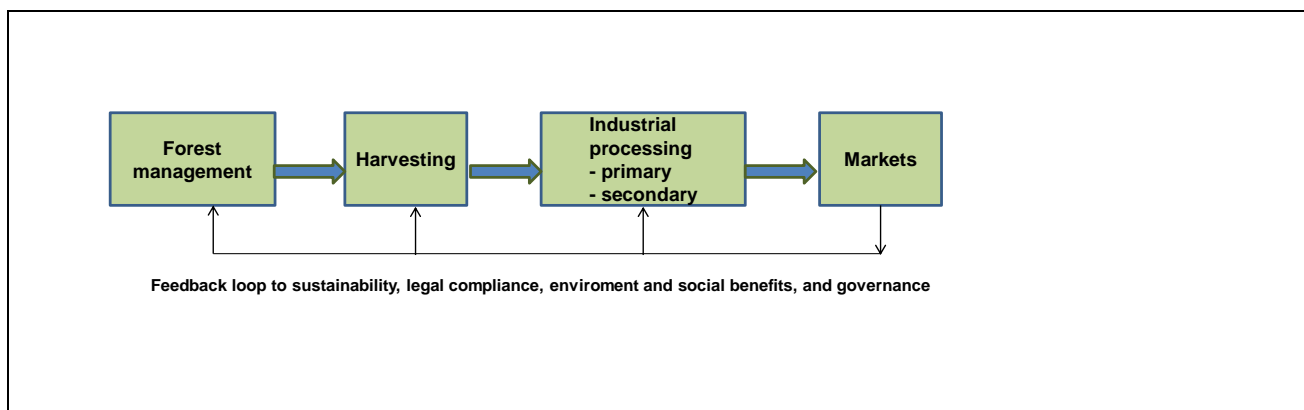 Forest
management
Harvesting
Industrial
processing
- primary
- secondary
Markets
Feedback loop to sustainability, legal compliance, enviroment and social benefits, and governance